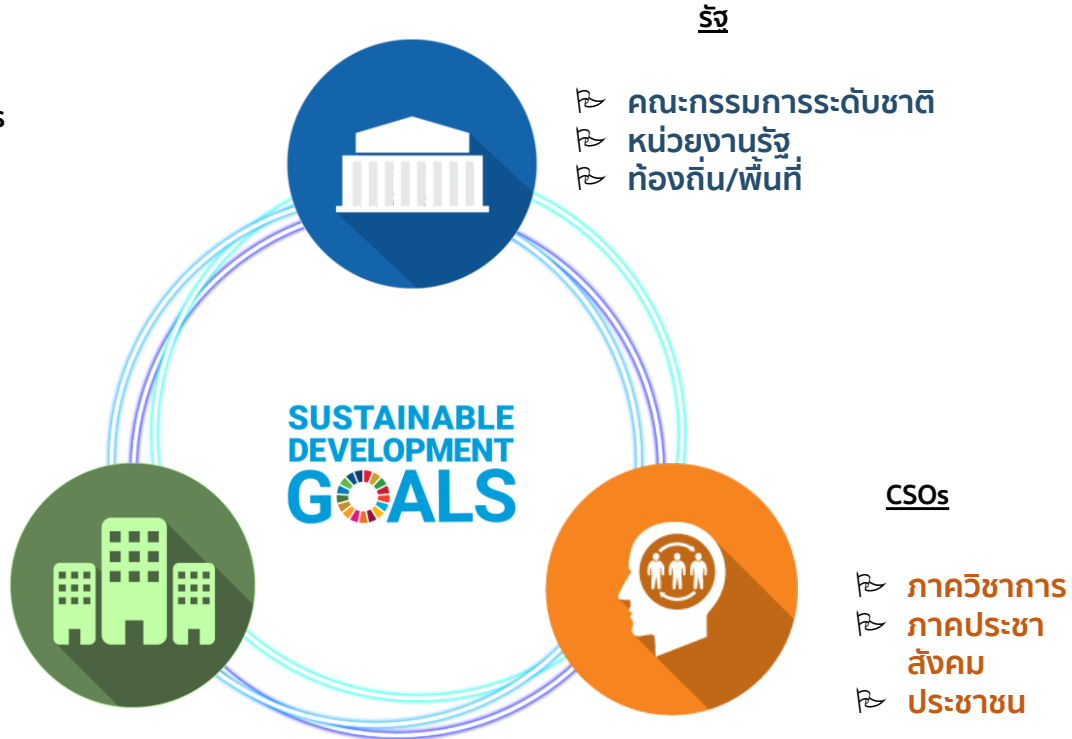 รัฐ
คณะกรรมการระดับชาติ
หน่วยงานรัฐ
ท้องถิ่น/พื้นที่
SUSTAINABLE
DEVELOPMENT
GOALS
CSOs
ภาควิชาการ
ภาคประชา
สังคม
ประชาชน